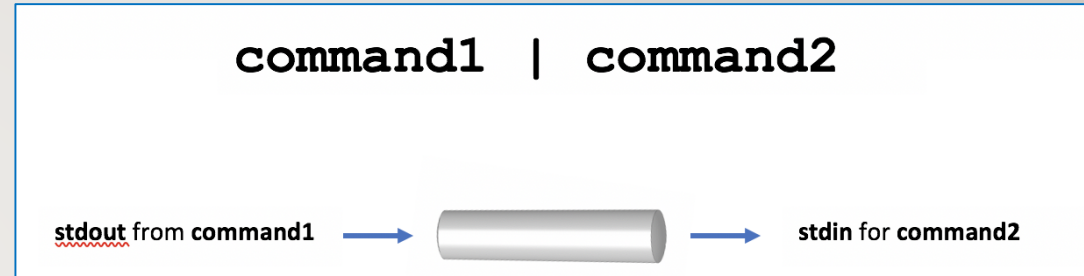 command1 | command2
stdout from command1
stdin for command2